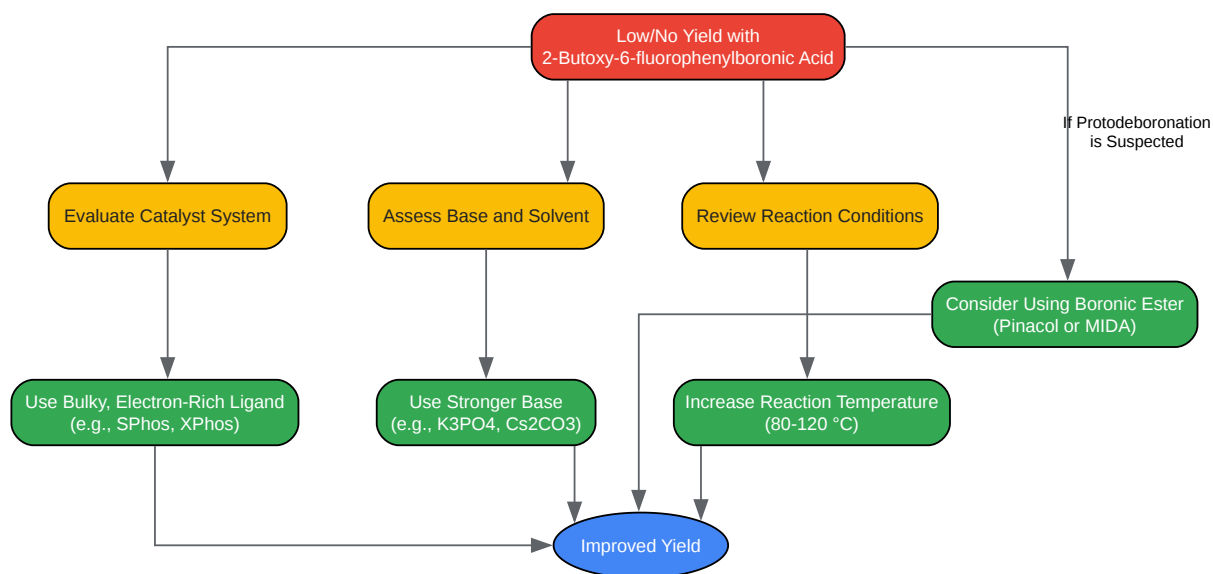 Low/No Yield with
2-Butoxy-6-fluorophenylboronic Acid
If Protodeboronation
is Suspected
Evaluate Catalyst System
Assess Base and Solvent
Review Reaction Conditions
Consider Using Boronic Ester
(Pinacol or MIDA)
Use Bulky, Electron-Rich Ligand
(e.g., SPhos, XPhos)
Use Stronger Base
(e.g., K3PO4, Cs2CO3)
Increase Reaction Temperature
(80-120 °C)
Improved Yield